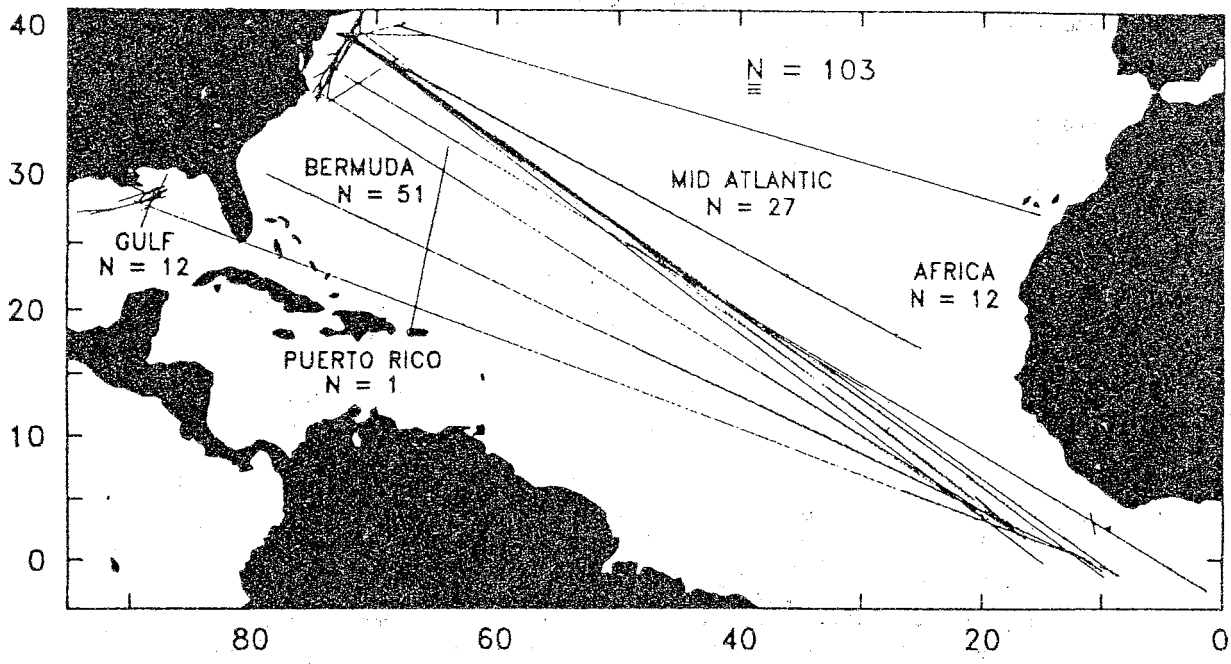 40
30
20
10
0
N = 103
BERMUDA
N = 51
MID ATLANTIC
N = 27
GULF
N = 12
AFRICA
N = 12
PUERTO RICO
N = 1
80 60 40 20 0